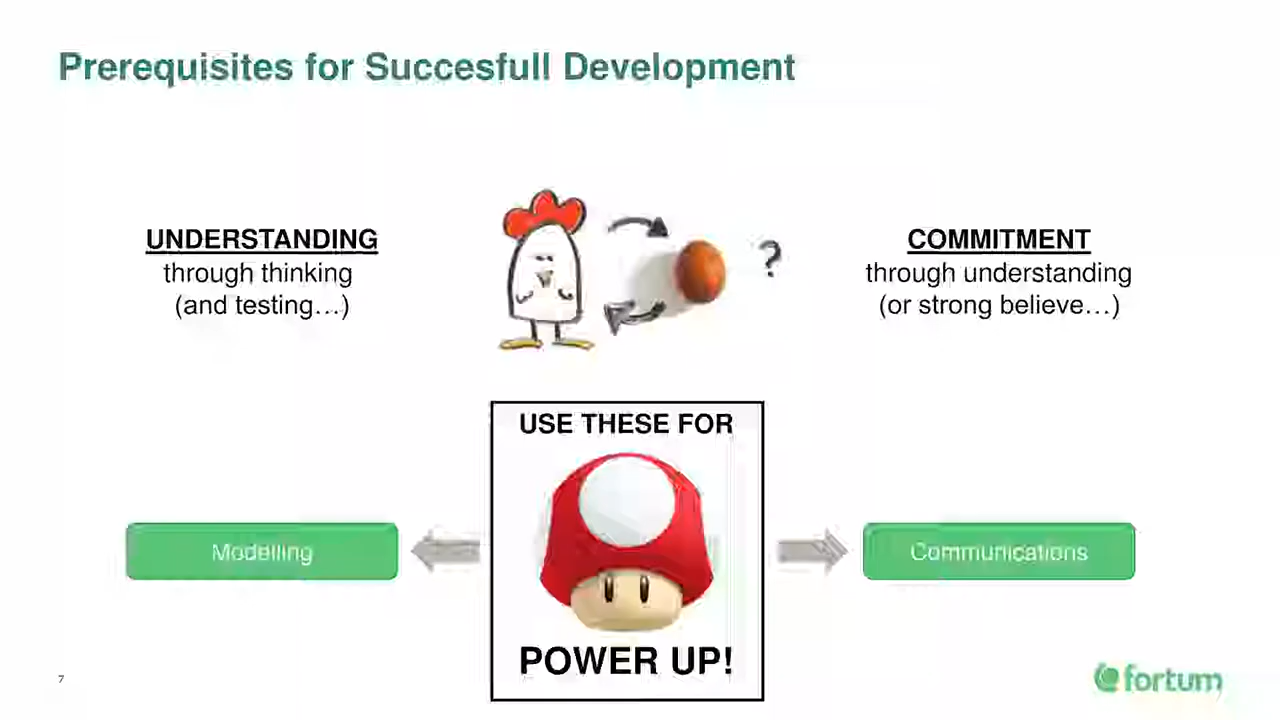 Prerequisites for Succesfull Development
UNDERSTANDING
through thinking
(and testing…)
?
COMMITMENT
through understanding
(or strong believe…)
USE THESE FOR
Modelling
Communications
POWER UP!
7
fortum